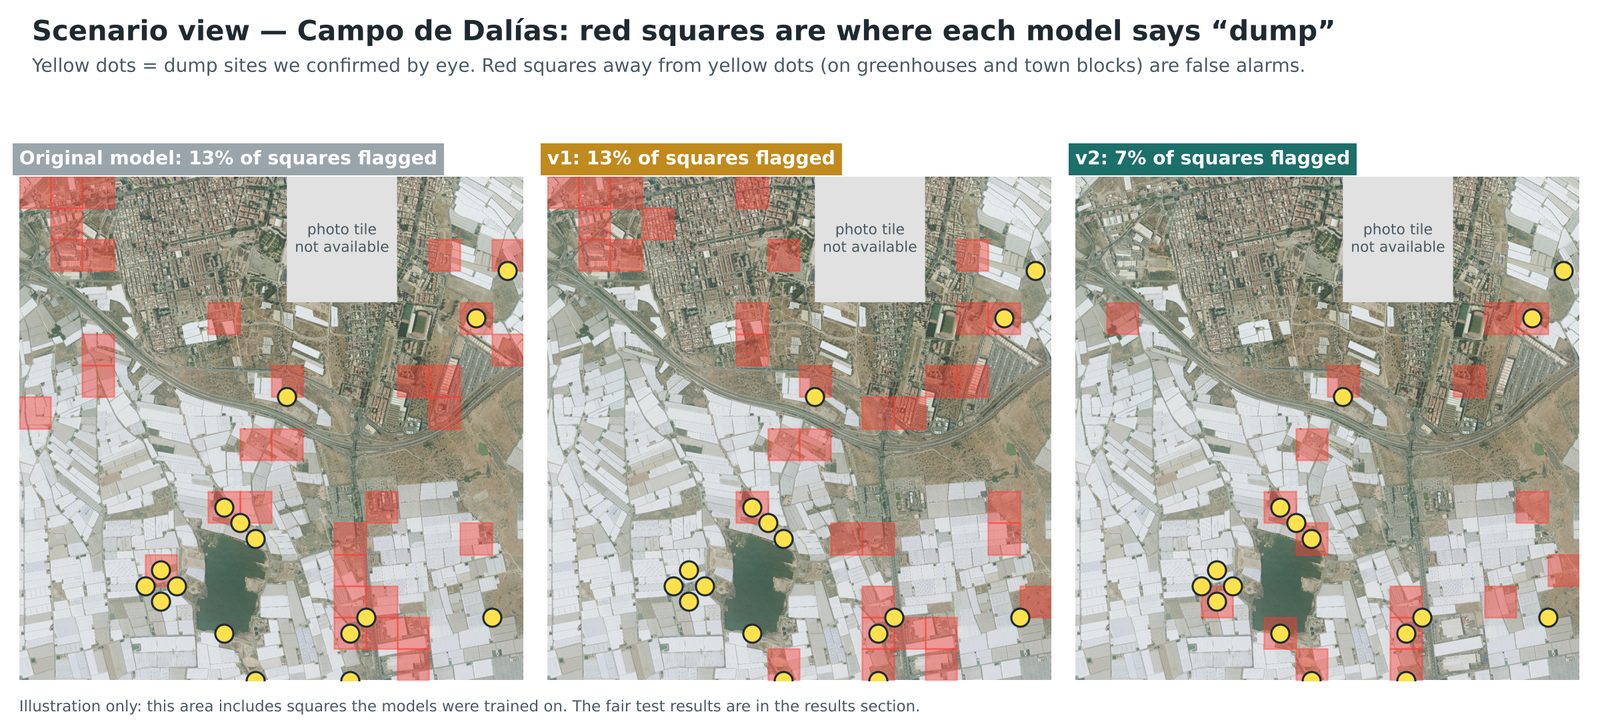 Scenario view — Campo de Dalías: red squares are where each model says “dump”
Yellow dots = dump sites we confirmed by eye. Red squares away from yellow dots (on greenhouses and town blocks) are false alarms.
Original model: 13% of squares flagged
v1: 13% of squares flagged
v2: 7% of squares flagged
photo tile
not available
photo tile
not available
photo tile
not available
Illustration only: this area includes squares the models were trained on. The fair test results are in the results section.